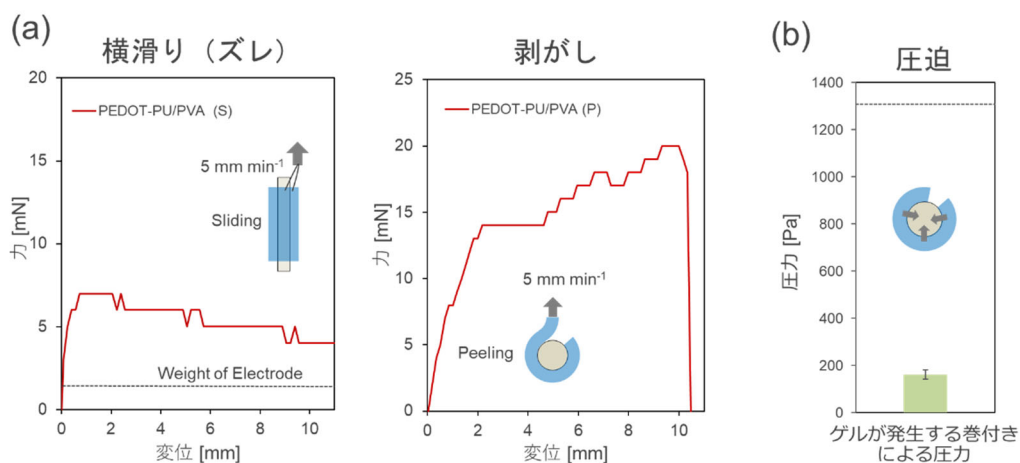 (a)
横滑り（ズレ）
20
15
10
5
0
力 [mN]
PEDOT-PU/PVA (S)
5 mm min-1
Sliding
Weight of Electrode
0 2 4 6 8 10
変位 [mm]
剥がし
25
20
15
10
5
0
力 [mN]
PEDOT-PU/PVA (P)
5 mm min-1
Peeling
0 2 4 6 8 10
変位 [mm]
(b)
圧迫
1400
1200
1000
800
600
400
200
0
圧力 [Pa]
ゲルが発生する巻付き
による圧力